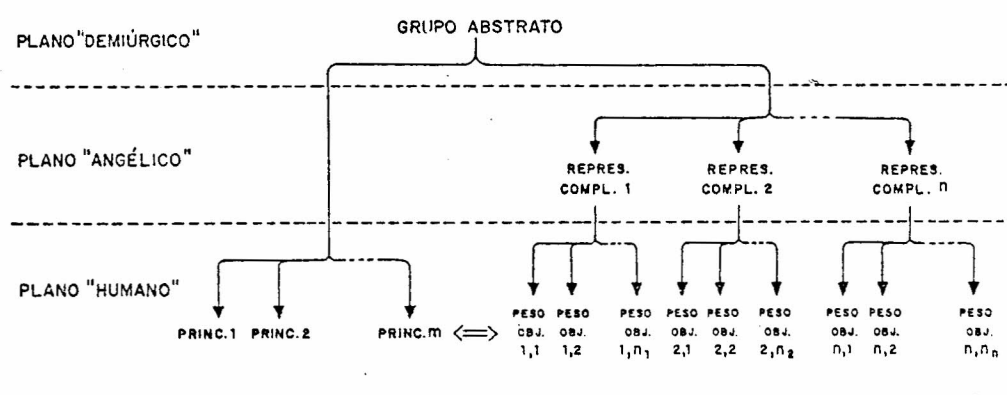 PLANO "DEMIÚRGICO"
GRUPO ABSTRATO
PLANO "ANGÉLICO"
REPRES. COMPL. 1
REPRES. COMPL. 2
REPRES. COMPL. n
PLANO "HUMANO"
PRINC.1 PRINC.2 PRINC.m ⟺
PESO OBJ. 1,1
PESO OBJ. 1,2
PESO OBJ. 1,n₁
PESO OBJ. 2,1
PESO OBJ. 2,2
PESO OBJ. 2,n₂
PESO OBJ. n,1
PESO OBJ. n,2
PESO OBJ. n,nₙ